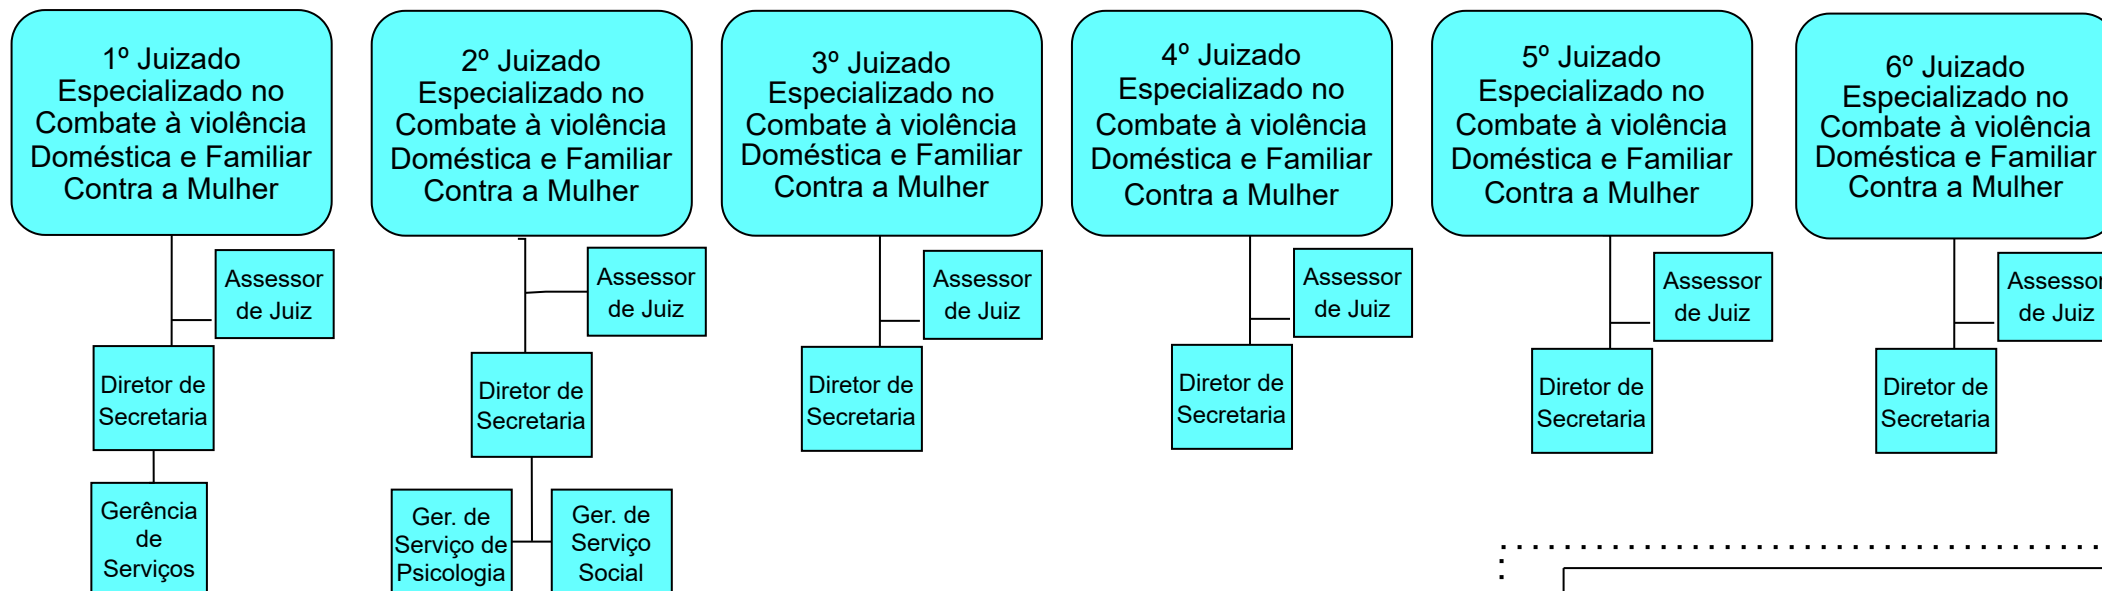 1º Juizado
Especializado no
Combate à violência
Doméstica e Familiar
Contra a Mulher
2º Juizado
Especializado no
Combate à violência
Doméstica e Familiar
Contra a Mulher
3º Juizado
Especializado no
Combate à violência
Doméstica e Familiar
Contra a Mulher
4º Juizado
Especializado no
Combate à violência
Doméstica e Familiar
Contra a Mulher
5º Juizado
Especializado no
Combate à violência
Doméstica e Familiar
Contra a Mulher
6º Juizado
Especializado no
Combate à violência
Doméstica e Familiar
Contra a Mulher
Assessor
de Juiz
Assessor
de Juiz
Assessor
de Juiz
Assessor
de Juiz
Assessor
de Juiz
Assessor
de Juiz
Diretor de
Secretaria
Diretor de
Secretaria
Diretor de
Secretaria
Diretor de
Secretaria
Diretor de
Secretaria
Diretor de
Secretaria
Gerência
de
Serviços
Ger. de
Serviço de
Psicologia
Ger. de
Serviço
Social